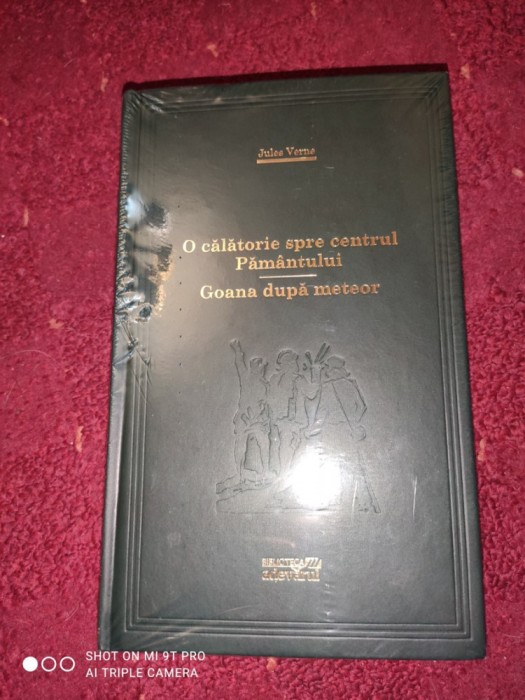 Jules Verne
O călătorie spre centrul
Pământului
Goana după meteor
BIBLIOTECA
adevărul
SHOT ON MI 9T PRO
AI TRIPLE CAMERA